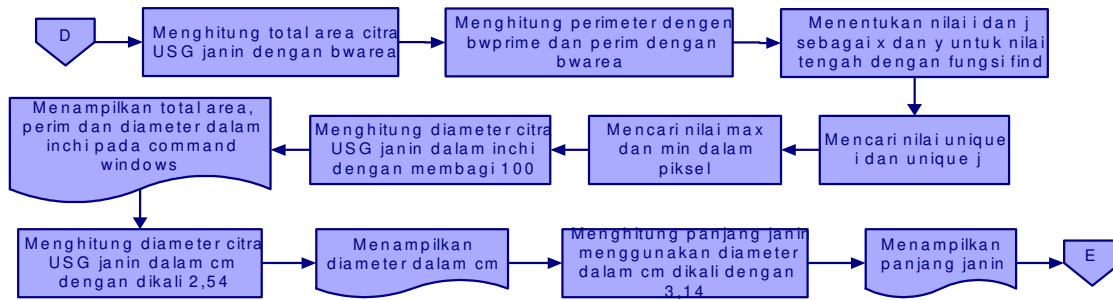 D
Menghitung total area citra
USG janin dengan bwarea
Menghitung perimeter dengen
bwprime dan perim dengan
bwarea
Menentukan nilai i dan j
sebagai x dan y untuk nilai
tengah dengan fungsi find
Mencari nilai unique
i dan unique j
Mencari nilai max
dan min dalam
piksel
Menghitung diameter citra
USG janin dalam inchi
dengan membagi 100
Menampilkan total area,
perim dan diameter dalam
inchi pada command
windows
Menghitung diameter citra
USG janin dalam cm
dengan dikali 2,54
Menampilkan
diameter dalam cm
Menghitung panjang janin
menggunakan diameter
dalam cm dikali dengan
3,14
Menampilkan
panjang janin
E